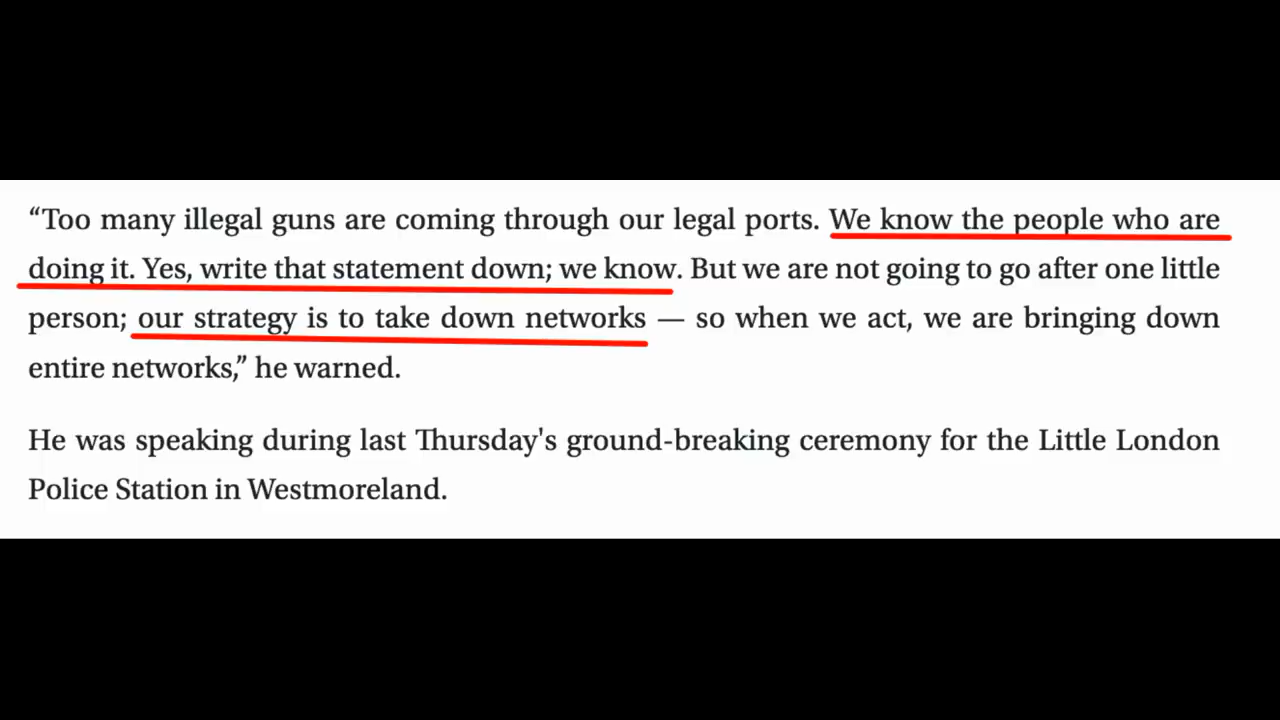 “Too many illegal guns are coming through our legal ports. We know the people who are
doing it. Yes, write that statement down; we know. But we are not going to go after one little
person; our strategy is to take down networks — so when we act, we are bringing down
entire networks,” he warned.
He was speaking during last Thursday's ground-breaking ceremony for the Little London
Police Station in Westmoreland.